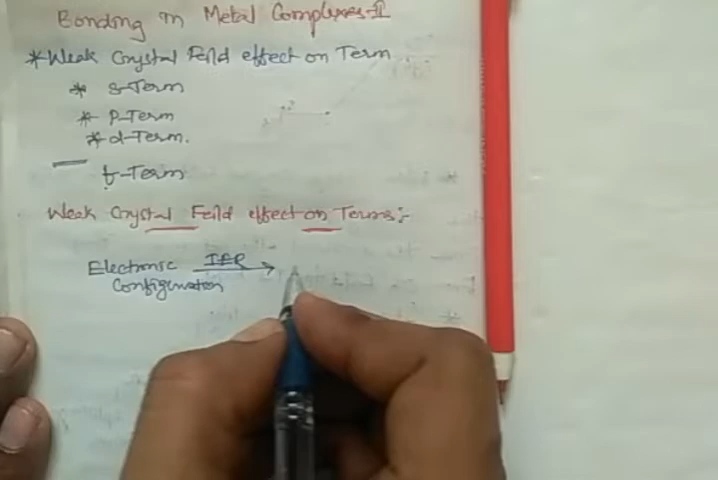 Bonding in Metal Complexes-II
*Weak Crystal Feild effect on Term
* S-Term
* P-Term
* d-Term.
f-Term
Weak Crystal Feild effect on Terms:-
Electronic IER →
Configuration